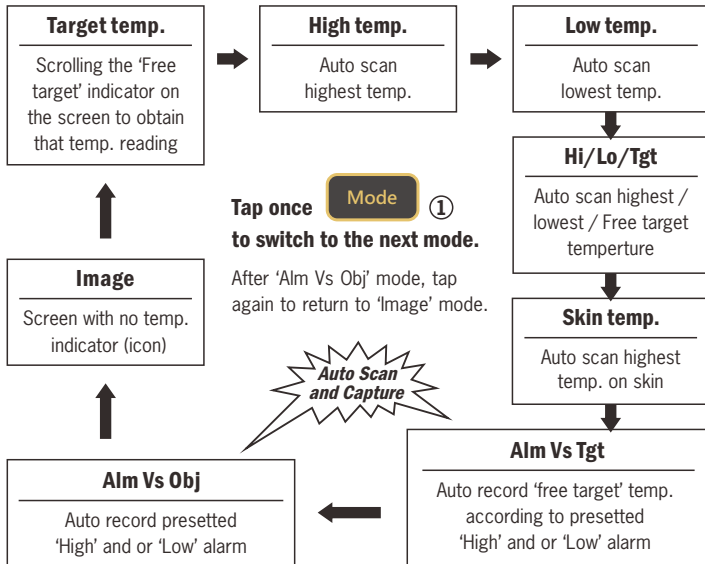 Target temp.
Scrolling the ‘Free
target’ indicator on
the screen to obtain
that temp. reading
High temp.
Auto scan
highest temp.
Low temp.
Auto scan
lowest temp.
Hi/Lo/Tgt
Auto scan highest /
lowest / Free target
temperture
Tap once Mode ①
to switch to the next mode.
After ‘Alm Vs Obj’ mode, tap
again to return to ‘Image’ mode.
Image
Screen with no temp.
indicator (icon)
Skin temp.
Auto scan highest
temp. on skin
Auto Scan
and Capture
Alm Vs Tgt
Auto record ‘free target’ temp.
according to presetted
‘High’ and or ‘Low’ alarm
Alm Vs Obj
Auto record presetted
‘High’ and or ‘Low’ alarm